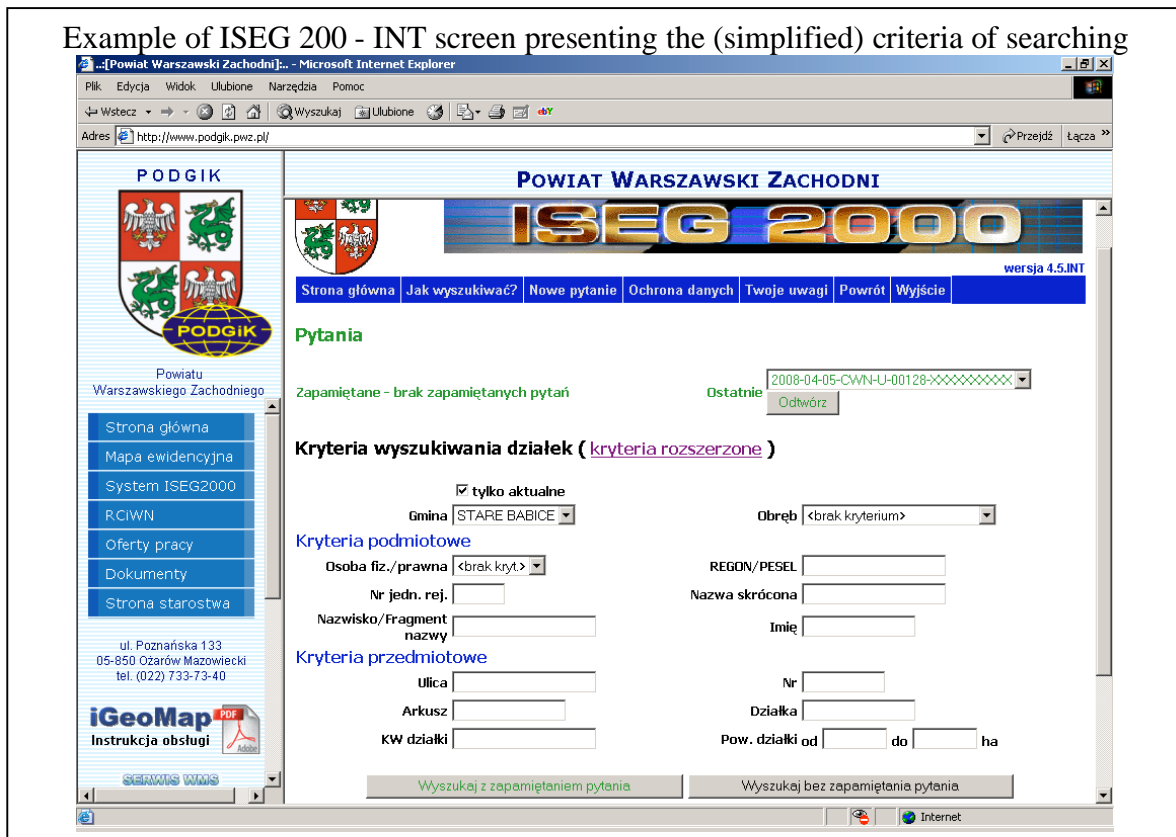 Example of ISEG 200 - INT screen presenting the (simplified) criteria of searching
..:[Powiat Warszawski Zachodni]:.. - Microsoft Internet Explorer
Plik Edycja Widok Ulubione Narzędzia Pomoc
Wstecz Wyszukaj Ulubione
Adres http://www.podgik.pwz.pl/ Przejdź Łącza »
PODGIK
PODGiK
Powiatu
Warszawskiego Zachodniego
Strona główna
Mapa ewidencyjna
System ISEG2000
RCiWN
Oferty pracy
Dokumenty
Strona starostwa
ul. Poznańska 133
05-850 Ożarów Mazowiecki
tel. (022) 733-73-40
iGeoMap PDF
Instrukcja obsługi Adobe
SERWIS WMS
POWIAT WARSZAWSKI ZACHODNI
ISEG 2000
wersja 4.5.INT
Strona główna Jak wyszukiwać? Nowe pytanie Ochrona danych Twoje uwagi Powrót Wyjście
Pytania
Zapamiętane - brak zapamiętanych pytań Ostatnie 2008-04-05-CWN-U-00128-XXXXXXXXXX
Odtwórz
Kryteria wyszukiwania działek ( kryteria rozszerzone )
tylko aktualne
Gmina STARE BABICE Obręb <brak kryterium>
Kryteria podmiotowe
Osoba fiz./prawna <brak kryt.> REGON/PESEL
Nr jedn. rej. Nazwa skrócona
Nazwisko/Fragment
nazwy Imię
Kryteria przedmiotowe
Ulica Nr
Arkusz Działka
KW działki Pow. działki od do ha
Wyszukaj z zapamiętaniem pytania Wyszukaj bez zapamiętania pytania
Internet